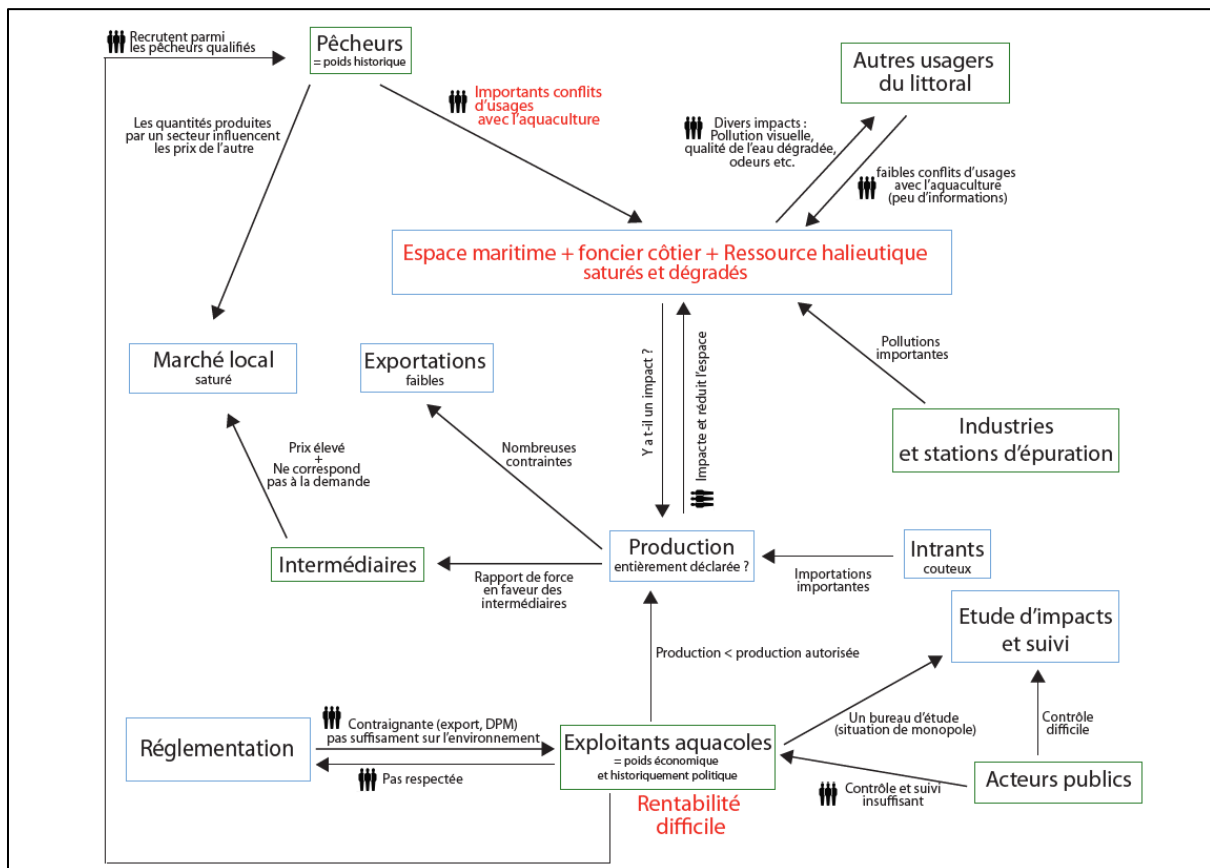 Recrutent parmi
les pêcheurs qualifiés
Pêcheurs
= poids historique
Autres usagers
du littoral
Importants conflits
d'usages
avec l'aquaculture
Les quantités produites
par un secteur influencent
les prix de l'autre
Divers impacts :
Pollution visuelle,
qualité de l'eau dégradée,
odeurs etc.
faibles conflits d'usages
avec l'aquaculture
(peu d'informations)
Espace maritime + foncier côtier + Ressource halieutique
saturés et dégradés
Marché local
saturé
Exportations
faibles
Y a t-il un impact ?
Impacte et réduit l'espace
Pollutions
importantes
Industries
et stations d'épuration
Prix élevé
+
Ne correspond
pas à la demande
Nombreuses
contraintes
Intermédiaires
Rapport de force
en faveur des
intermédiaires
Production
entièrement déclarée ?
Importations
importantes
Intrants
couteux
Etude d'impacts
et suivi
Production < production autorisée
Réglementation
Contraignante (export, DPM)
pas suffisament sur l'environnement
Pas respectée
Exploitants aquacoles
= poids économique
et historiquement politique
Rentabilité
difficile
Un bureau d'étude
(situation de monopole)
Contrôle
difficile
Contrôle et suivi
insuffisant
Acteurs publics